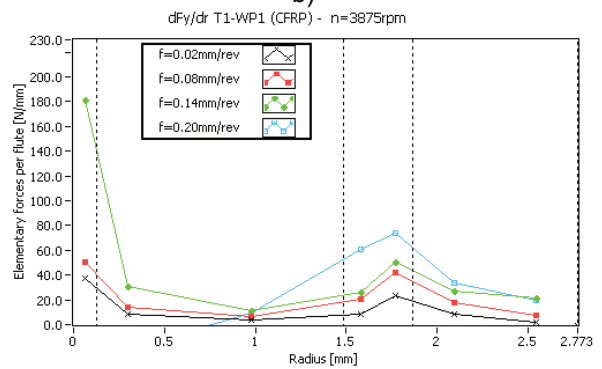 b)
dFy/dr T1-WP1 (CFRP) - n=3875rpm
f=0.02mm/rev
f=0.08mm/rev
f=0.14mm/rev
f=0.20mm/rev
Elementary forces per flute [N/mm]
230.0
200.0
180.0
160.0
140.0
120.0
100.0
80.0
60.0
40.0
20.0
0.0
0 0.5 1 1.5 2 2.5 2.773
Radius [mm]